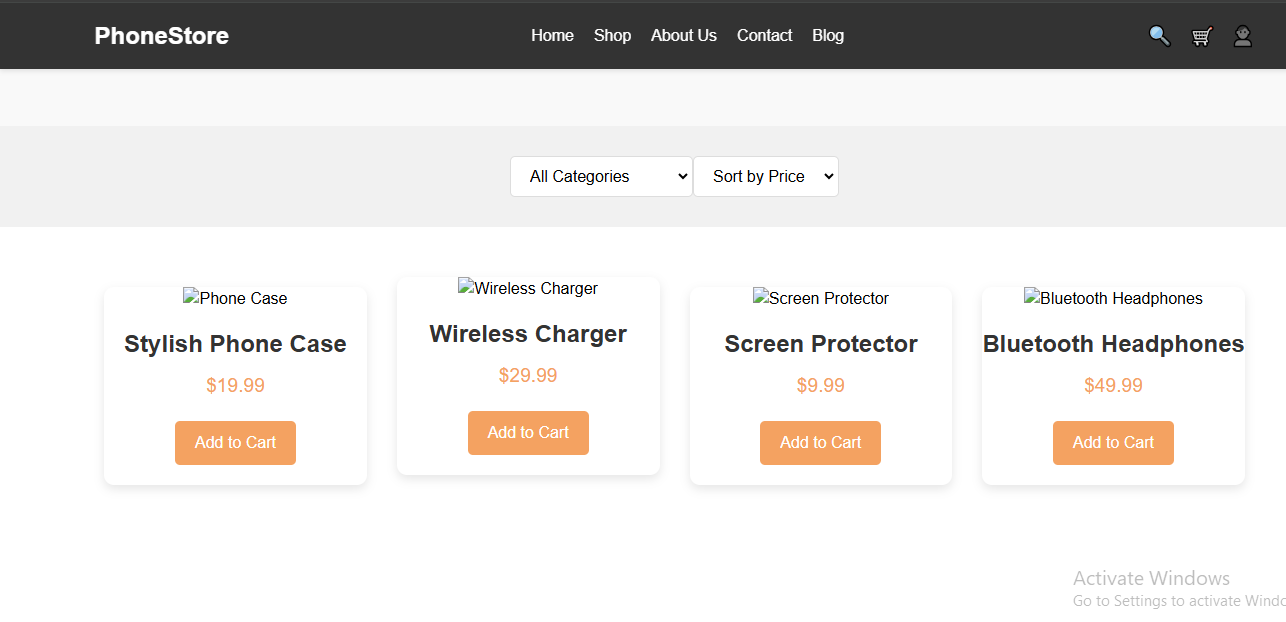 PhoneStore
Home Shop About Us Contact Blog
All Categories Sort by Price
Phone Case
Stylish Phone Case
$19.99
Add to Cart
Wireless Charger
Wireless Charger
$29.99
Add to Cart
Screen Protector
Screen Protector
$9.99
Add to Cart
Bluetooth Headphones
Bluetooth Headphones
$49.99
Add to Cart
Activate Windows
Go to Settings to activate Windo